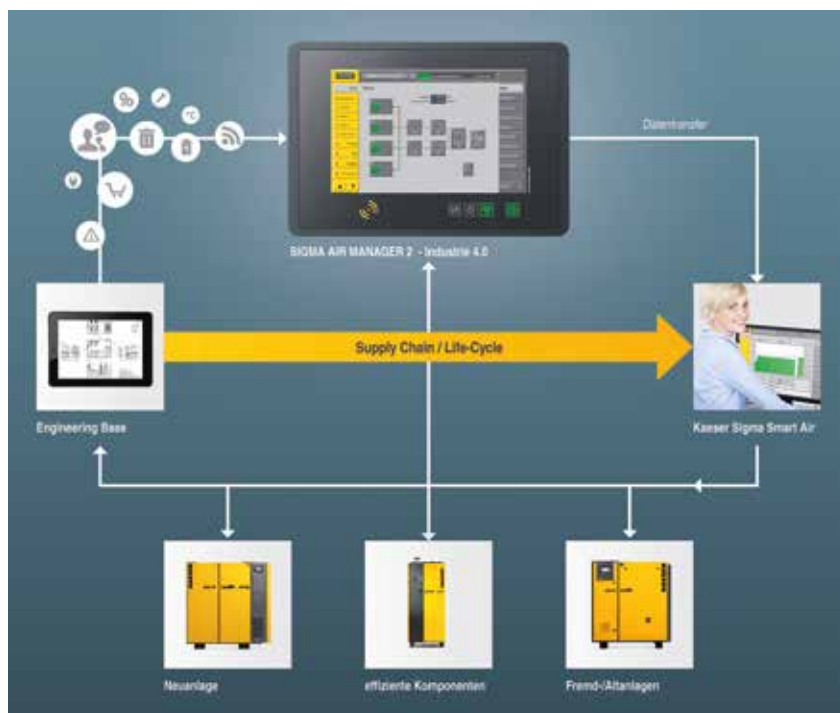 Datentransfer
SIGMA AIR MANAGER 2 - Industrie 4.0
Supply Chain / Life-Cycle
Engineering Base
Kaeser Sigma Smart Air
Neuanlage
effiziente Komponenten
Fremd-/Altanlagen